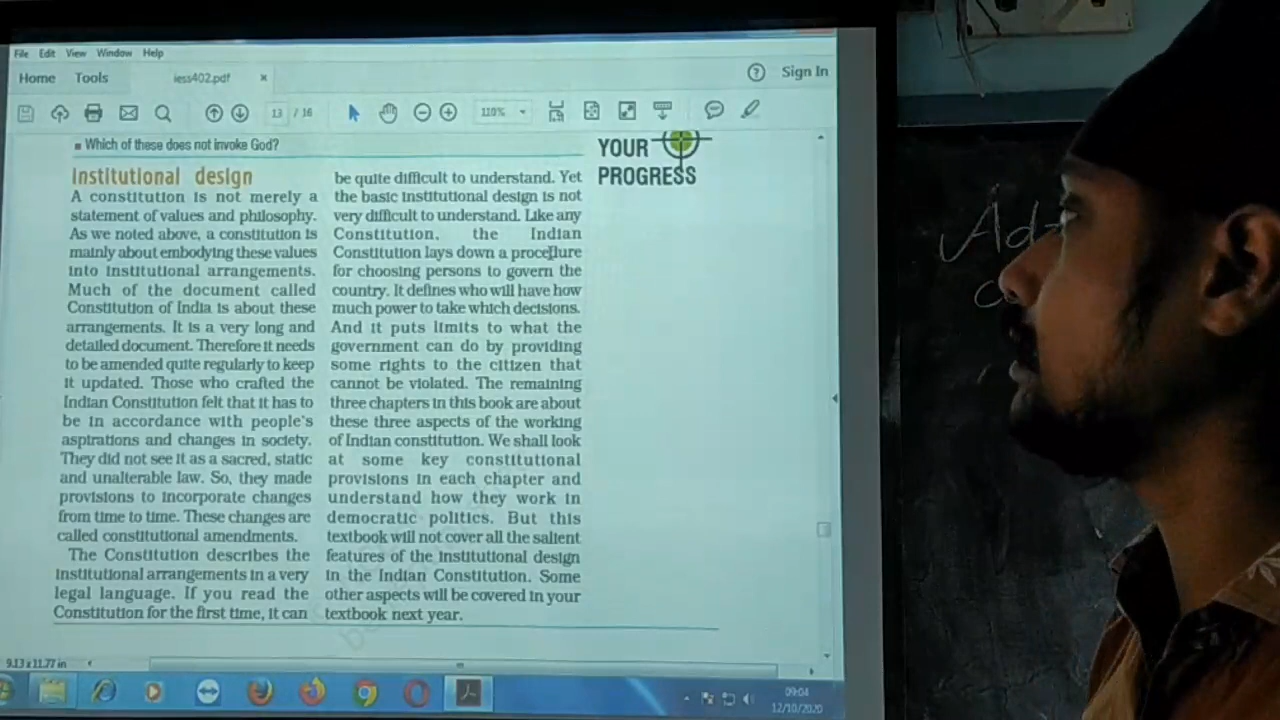 File Edit View Window Help
Home Tools iess402.pdf × Sign In
13 / 16 110%
■ Which of these does not invoke God?
YOUR
PROGRESS
Institutional design
A constitution is not merely a
statement of values and philosophy.
As we noted above, a constitution is
mainly about embodying these values
into institutional arrangements.
Much of the document called
Constitution of India is about these
arrangements. It is a very long and
detailed document. Therefore it needs
to be amended quite regularly to keep
it updated. Those who crafted the
Indian Constitution felt that it has to
be in accordance with people's
aspirations and changes in society.
They did not see it as a sacred, static
and unalterable law. So, they made
provisions to incorporate changes
from time to time. These changes are
called constitutional amendments.
The Constitution describes the
institutional arrangements in a very
legal language. If you read the
Constitution for the first time, it can
be quite difficult to understand. Yet
the basic institutional design is not
very difficult to understand. Like any
Constitution, the Indian
Constitution lays down a procedure
for choosing persons to govern the
country. It defines who will have how
much power to take which decisions.
And it puts limits to what the
government can do by providing
some rights to the citizen that
cannot be violated. The remaining
three chapters in this book are about
these three aspects of the working
of Indian constitution. We shall look
at some key constitutional
provisions in each chapter and
understand how they work in
democratic politics. But this
textbook will not cover all the salient
features of the institutional design
in the Indian Constitution. Some
other aspects will be covered in your
textbook next year.
9.13 x 11.77 in
09:04
12/10/2020